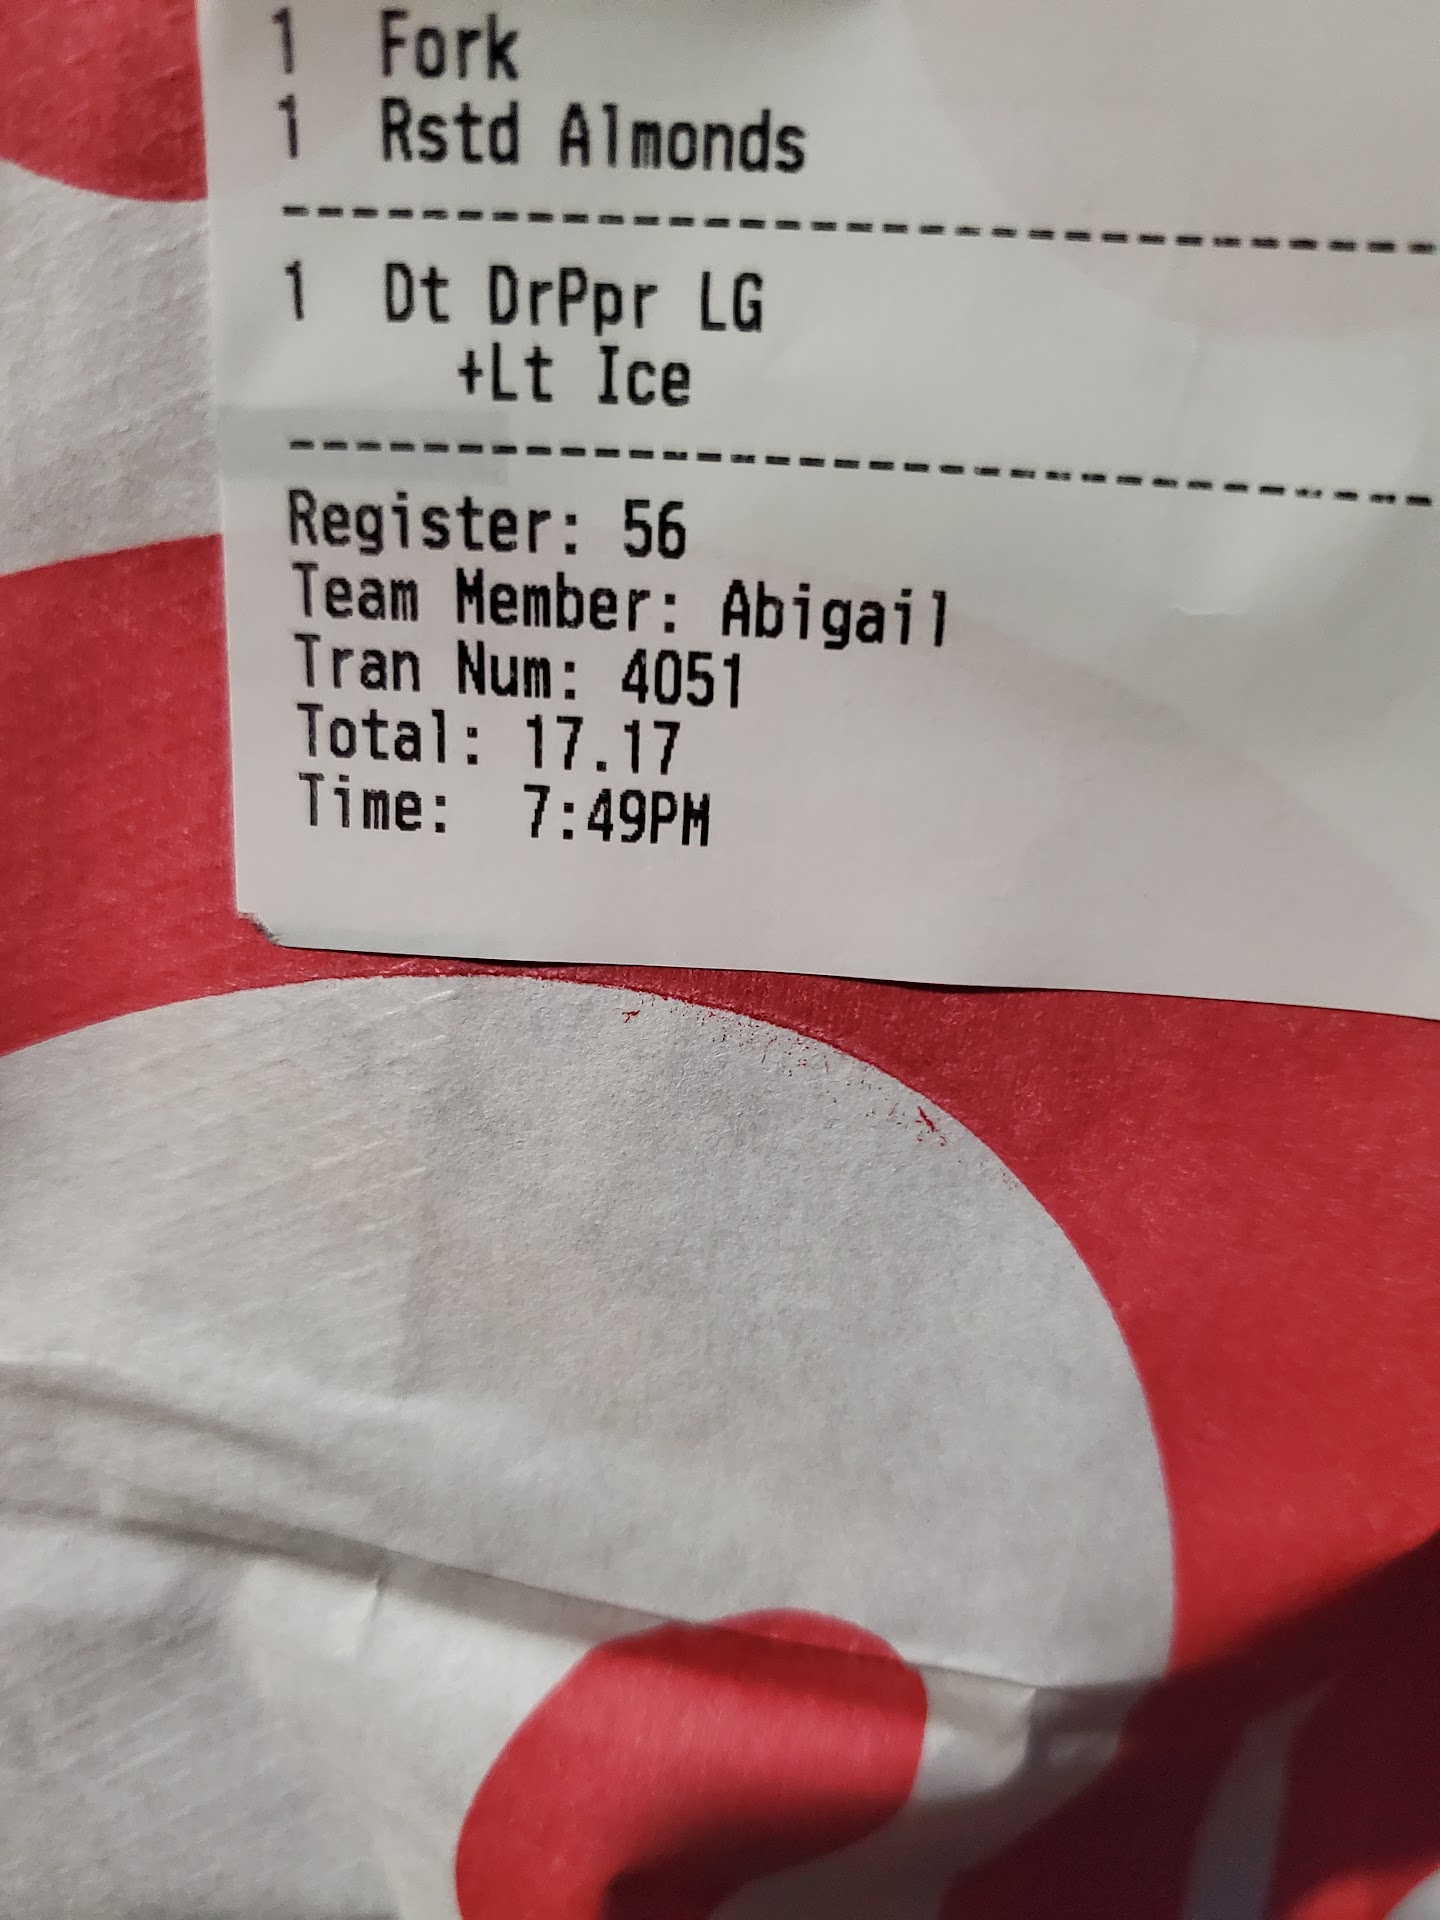 1 Fork
1 Rstd Almonds
1 Dt DrPpr LG
+Lt Ice
Register: 56
Team Member: Abigail
Tran Num: 4051
Total: 17.17
Time: 7:49PM